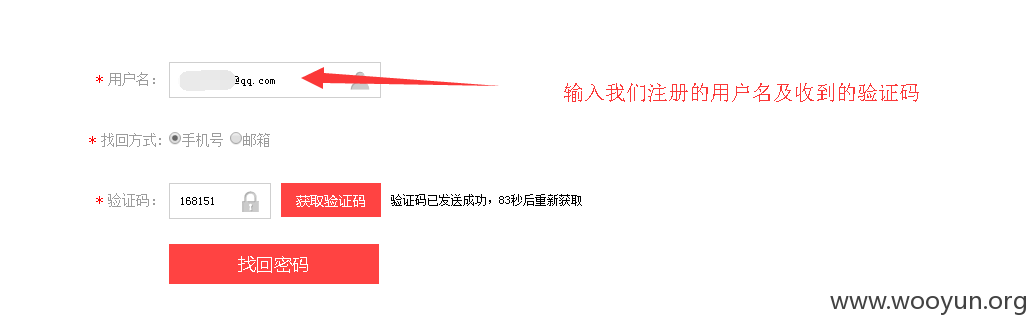 * 用户名： @qq.com
输入我们注册的用户名及收到的验证码
* 找回方式： 手机号 邮箱
* 验证码： 168151 获取验证码 验证码已发送成功，83秒后重新获取
找回密码
www.wooyun.org